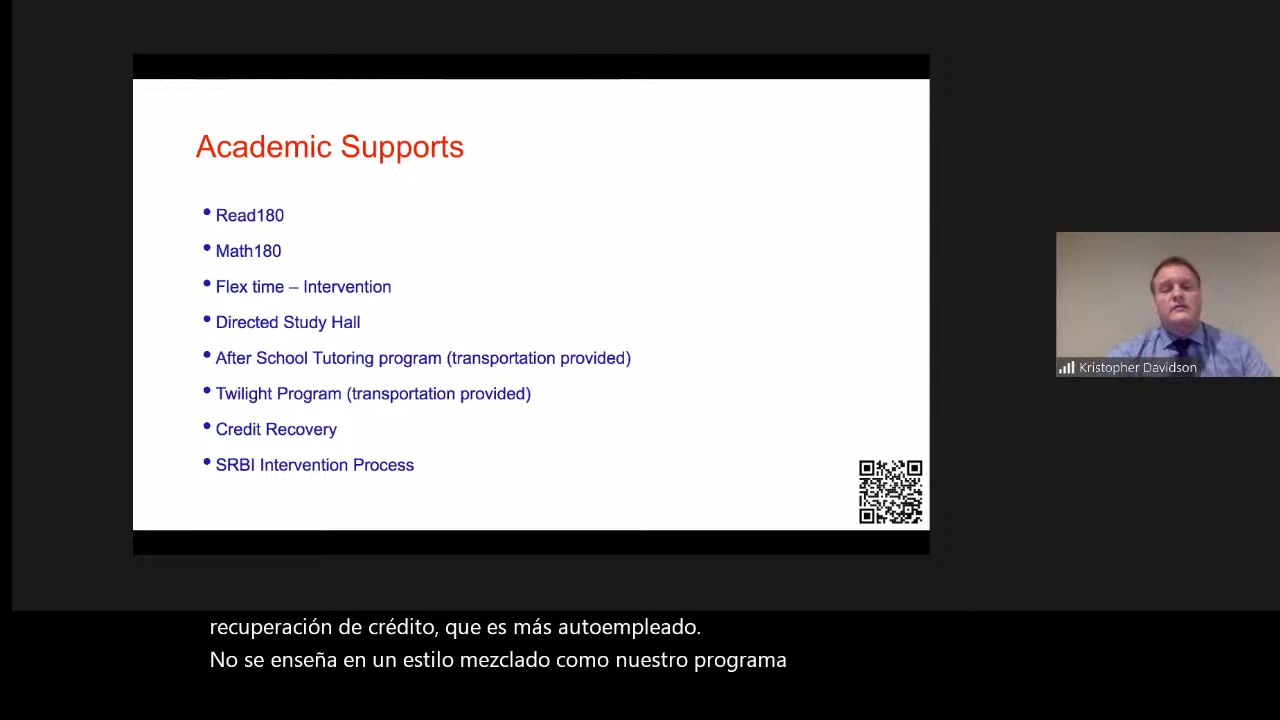 Academic Supports
• Read180
• Math180
• Flex time – Intervention
• Directed Study Hall
• After School Tutoring program (transportation provided)
• Twilight Program (transportation provided)
• Credit Recovery
• SRBI Intervention Process
Kristopher Davidson
recuperación de crédito, que es más autoempleado.
No se enseña en un estilo mezclado como nuestro programa